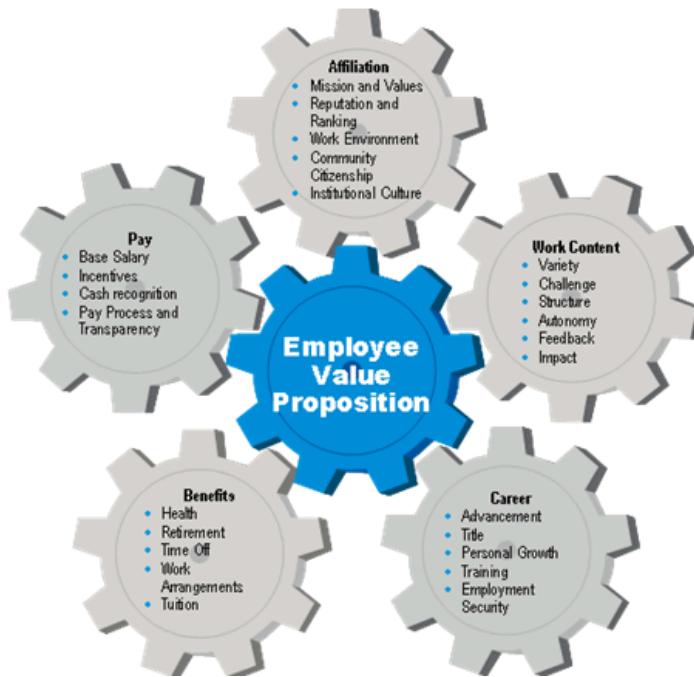 Affiliation
Mission and Values
Reputation and
Ranking
Work Environment
Community
Citizenship
Institutional Culture
Pay
Base Salary
Incentives
Cash recognition
Pay Process and
Transparency
Work Content
Variety
Challenge
Structure
Autonomy
Feedback
Impact
Employee
Value
Proposition
Benefits
Health
Retirement
Time Off
Work
Arrangements
Tuition
Career
Advancement
Title
Personal Growth
Training
Employment
Security